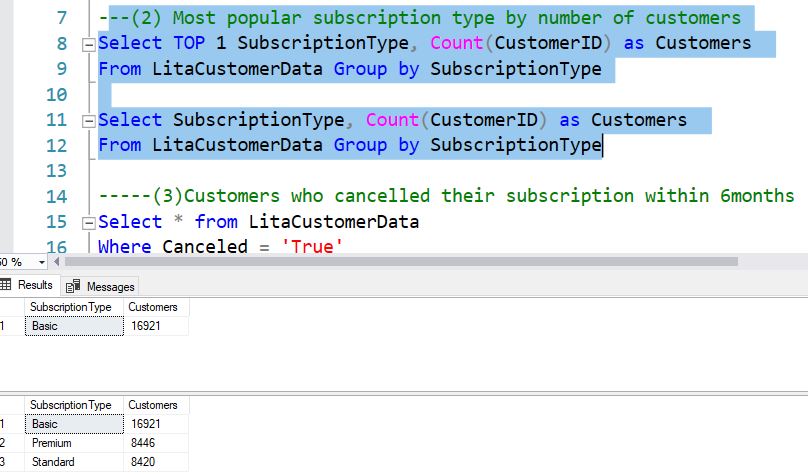 7 ---(2) Most popular subscription type by number of customers
8 Select TOP 1 SubscriptionType, Count(CustomerID) as Customers
9 From LitaCustomerData Group by SubscriptionType
10
11 Select SubscriptionType, Count(CustomerID) as Customers
12 From LitaCustomerData Group by SubscriptionType
13
14 -----(3)Customers who cancelled their subscription within 6months
15 Select * from LitaCustomerData
16 Where Canceled = 'True'
60 %
Results Messages
SubscriptionType Customers
1 Basic 16921
SubscriptionType Customers
1 Basic 16921
2 Premium 8446
3 Standard 8420